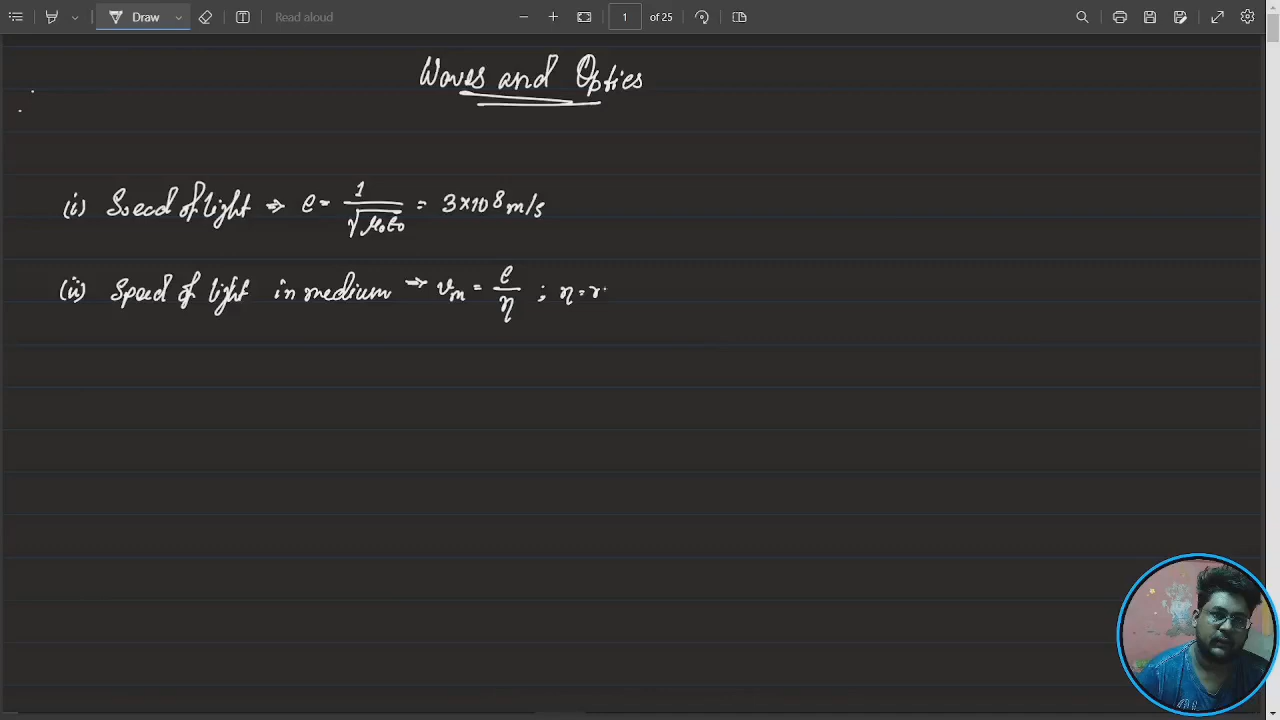 Draw Read aloud 1 of 25
Waves and Optics
(i) Speed of light ⇒ c = 1/√μ₀ε₀ = 3×10⁸ m/s
(ii) Speed of light in medium ⇒ vₘ = c/η ; η = r